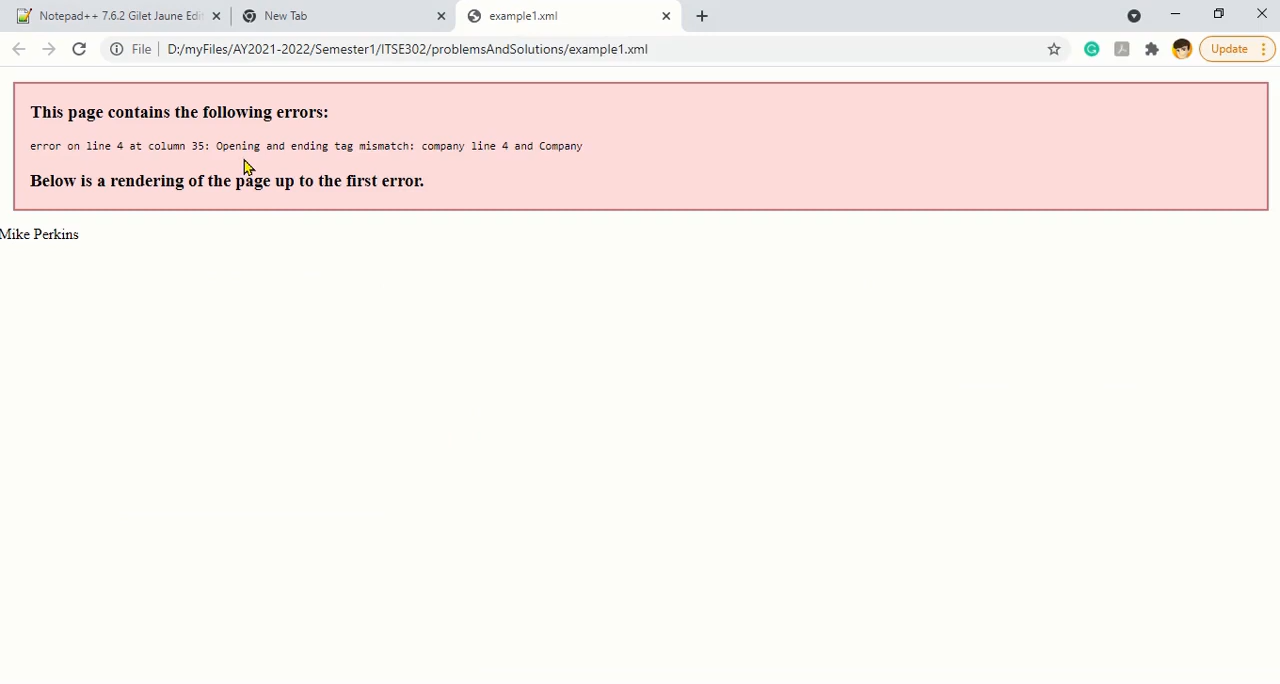 Notepad++ 7.6.2 Gilet Jaune Edit
New Tab
example1.xml
File
D:/myFiles/AY2021-2022/Semester1/ITSE302/problemsAndSolutions/example1.xml
Update
This page contains the following errors:
error on line 4 at column 35: Opening and ending tag mismatch: company line 4 and Company
Below is a rendering of the page up to the first error.
Mike Perkins